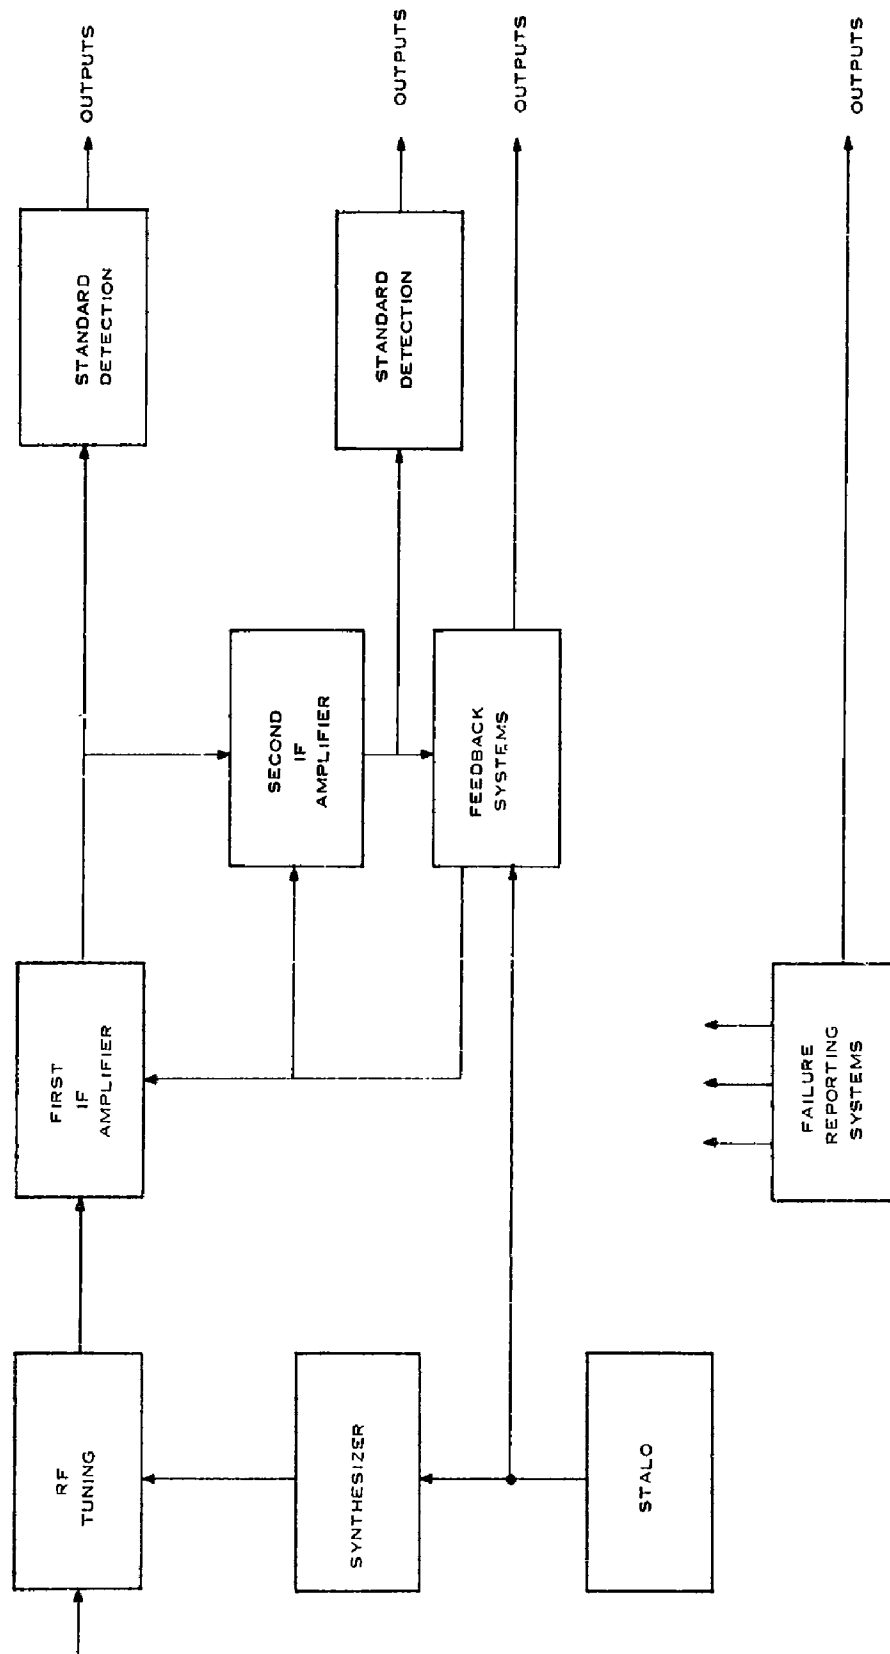 RF
TUNING
FIRST
IF
AMPLIFIER
STANDARD
DETECTION
OUTPUTS
SYNTHESIZER
SECOND
IF
AMPLIFIER
STANDARD
DETECTION
OUTPUTS
STALO
FEEDBACK
SYSTEMS
OUTPUTS
FAILURE
REPORTING
SYSTEMS
OUTPUTS